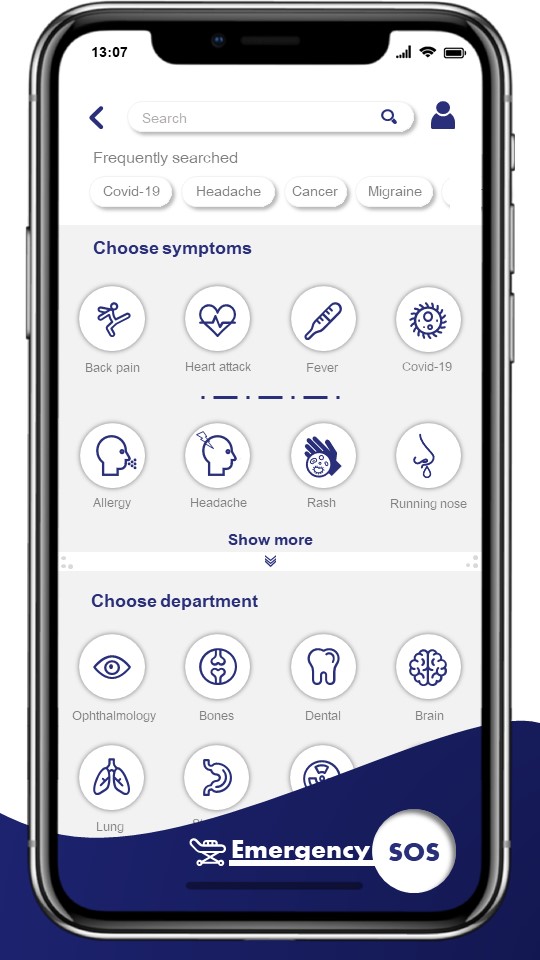 13:07
Search
Frequently searched
Covid-19 Headache Cancer Migraine
Choose symptoms
Back pain Heart attack Fever Covid-19
Allergy Headache Rash Running nose
Show more
Choose department
Ophthalmology Bones Dental Brain
Lung
Emergency SOS